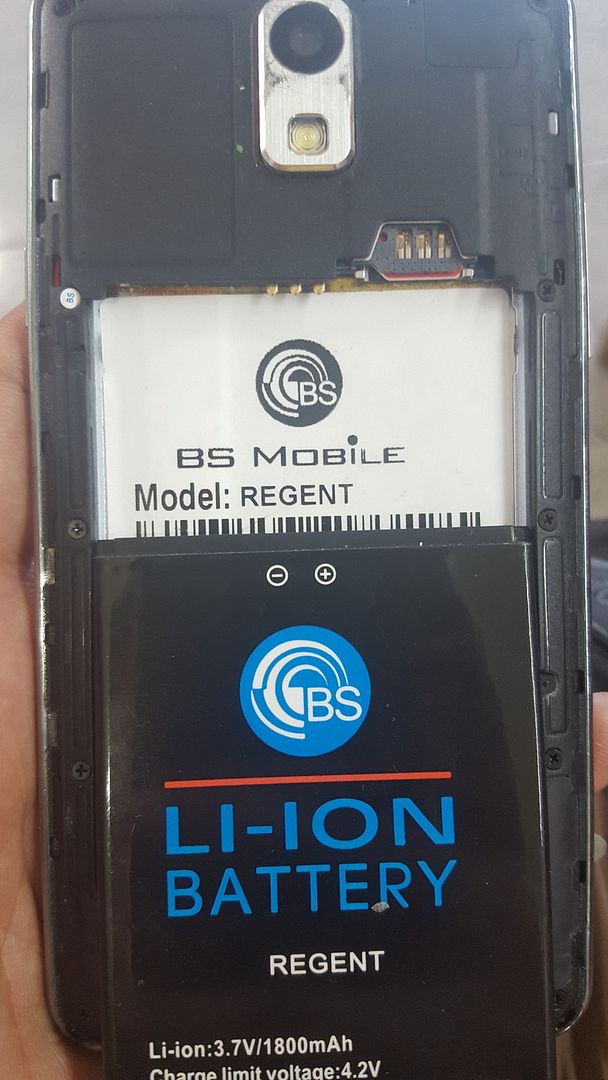 BS
BS
BS MOBILE
Model: REGENT
BS
LI-ION
BATTERY
REGENT
Li-ion:3.7V/1800mAh
Charge limit voltage:4.2V